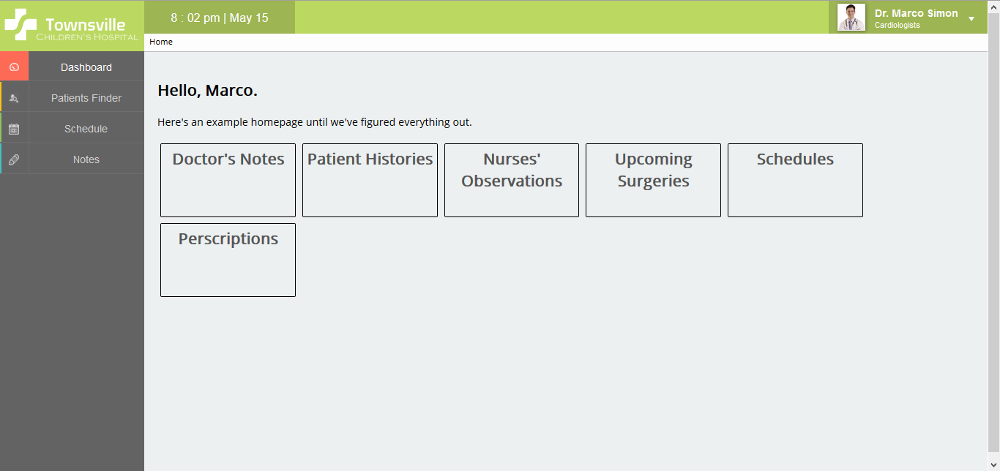 Townsville
CHILDREN'S HOSPITAL
8 : 02 pm | May 15
Dr. Marco Simon
Cardiologists
Home
Dashboard
Patients Finder
Schedule
Notes
Hello, Marco.
Here's an example homepage until we've figured everything out.
Doctor's Notes
Patient Histories
Nurses'
Observations
Upcoming
Surgeries
Schedules
Perscriptions